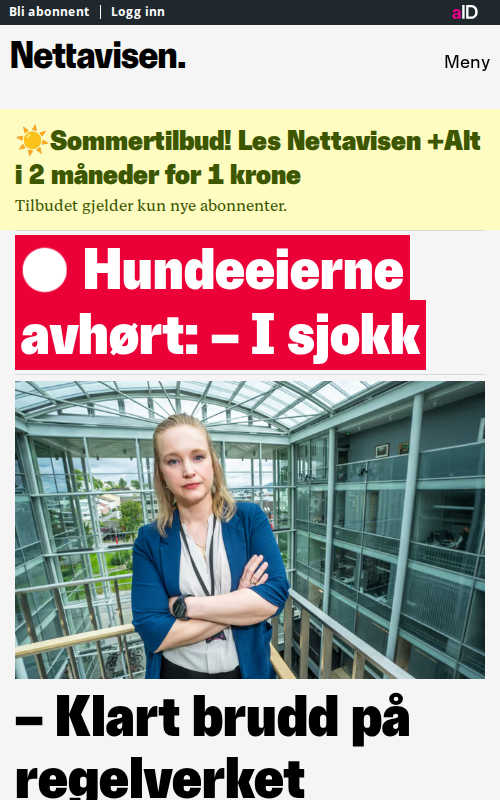 Bli abonnent | Logg inn
aID
Nettavisen.
Meny
☀️Sommertilbud! Les Nettavisen +Alt
i 2 måneder for 1 krone
Tilbudet gjelder kun nye abonnenter.
Hundeeierne
avhørt: – I sjokk
– Klart brudd på
regelverket